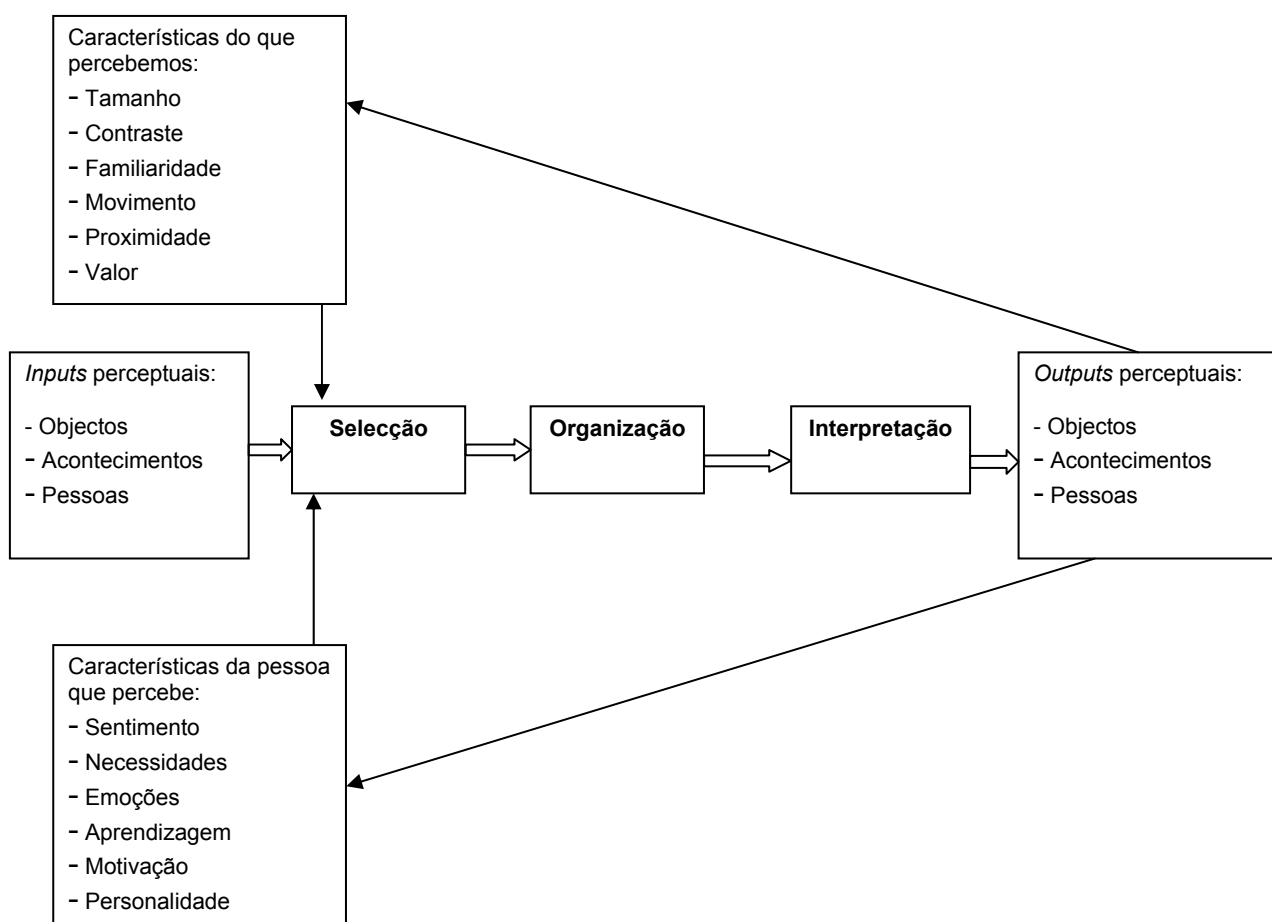 Características do que
percebemos:
- Tamanho
- Contraste
- Familiaridade
- Movimento
- Proximidade
- Valor
Inputs perceptuais:
- Objectos
- Acontecimentos
- Pessoas
Selecção
Organização
Interpretação
Outputs perceptuais:
- Objectos
- Acontecimentos
- Pessoas
Características da pessoa
que percebe:
- Sentimento
- Necessidades
- Emoções
- Aprendizagem
- Motivação
- Personalidade